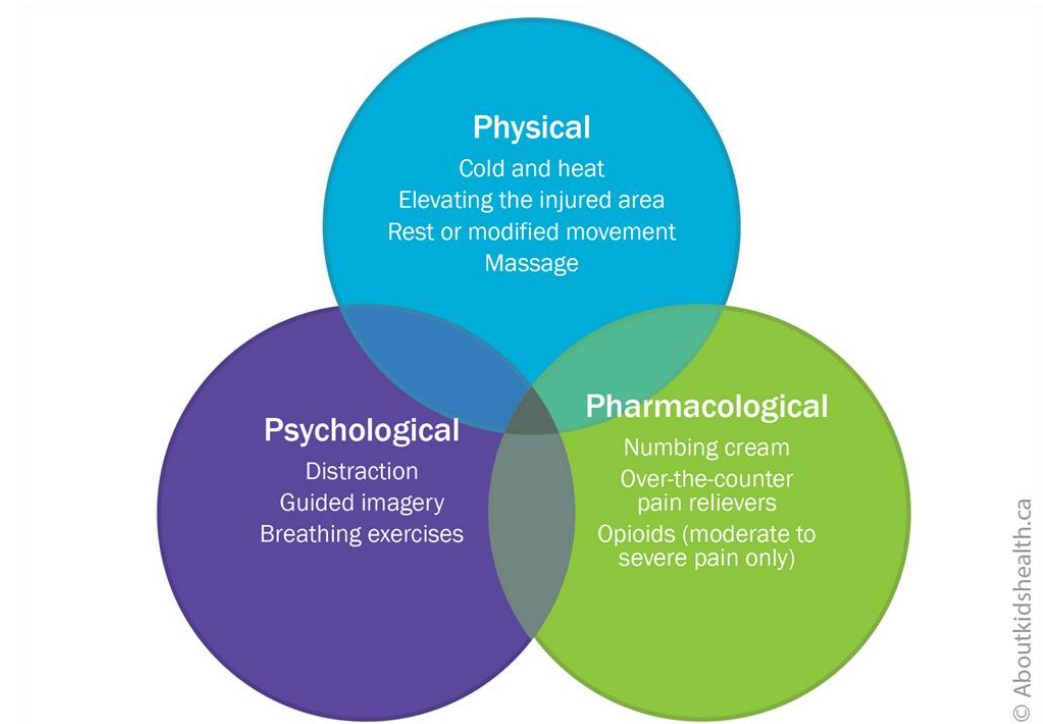 Physical
Cold and heat
Elevating the injured area
Rest or modified movement
Massage
Psychological
Distraction
Guided imagery
Breathing exercises
Pharmacological
Numbing cream
Over-the-counter
pain relievers
Opioids (moderate to
severe pain only)
© Aboutkidshealth.ca